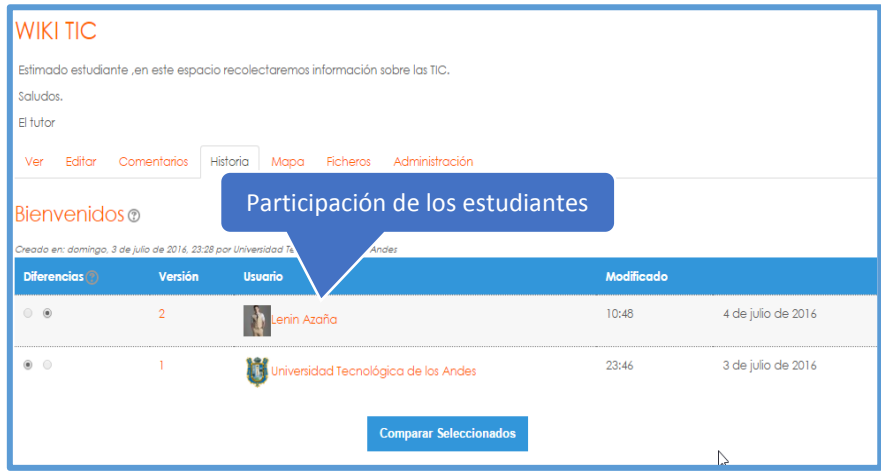 WIKI TIC
Estimado estudiante ,en este espacio recolectaremos información sobre las TIC.
Saludos.
El tutor
Ver Editar Comentarios Historia Mapa Ficheros Administración
Participación de los estudiantes
Bienvenidos
Creado en: domingo, 3 de julio de 2016, 23:28 por Universidad Andes
Diferencias Versión Usuario Modificado
2 Lenin Azaña 10:48 4 de julio de 2016
1 Universidad Tecnológica de los Andes 23:46 3 de julio de 2016
Comparar Seleccionados